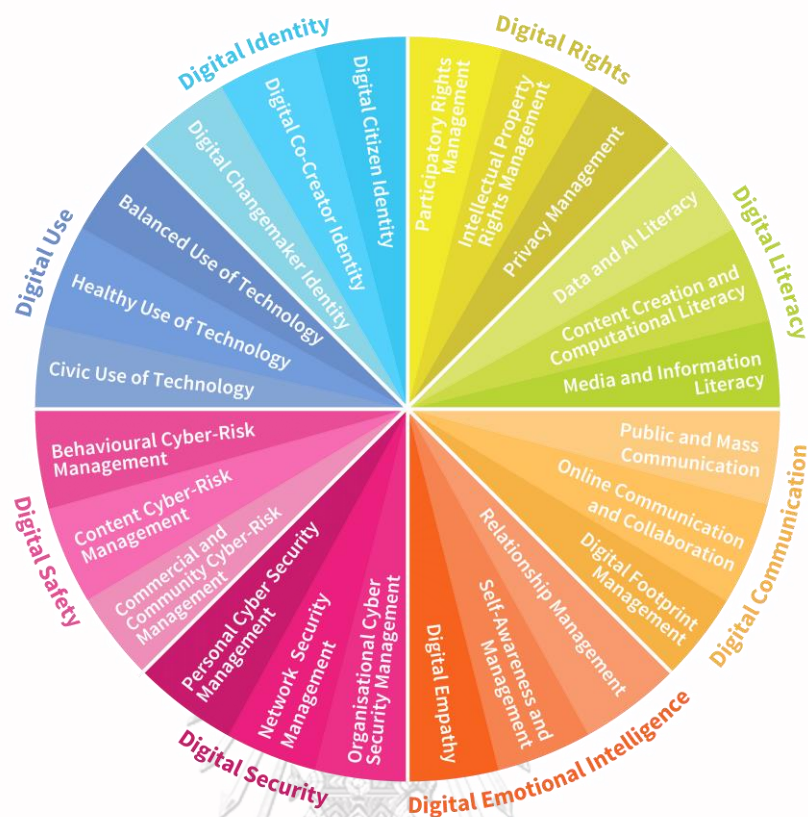 Digital Identity
Digital Citizen Identity
Digital Co-Creator Identity
Digital Changemaker Identity
Digital Rights
Participatory Rights
Management
Intellectual Property
Rights Management
Privacy Management
Digital Literacy
Data and AI Literacy
Content Creation and
Computational Literacy
Media and Information
Literacy
Digital Communication
Public and Mass
Communication
Online Communication
and Collaboration
Digital Footprint
Management
Digital Emotional Intelligence
Relationship Management
Self-Awareness and
Management
Digital Empathy
Digital Security
Organisational Cyber
Security Management
Network Security
Management
Personal Cyber Security
Management
Digital Safety
Commercial and
Community Cyber-Risk
Management
Content Cyber-Risk
Management
Behavioural Cyber-Risk
Management
Digital Use
Civic Use of Technology
Healthy Use of Technology
Balanced Use of Technology